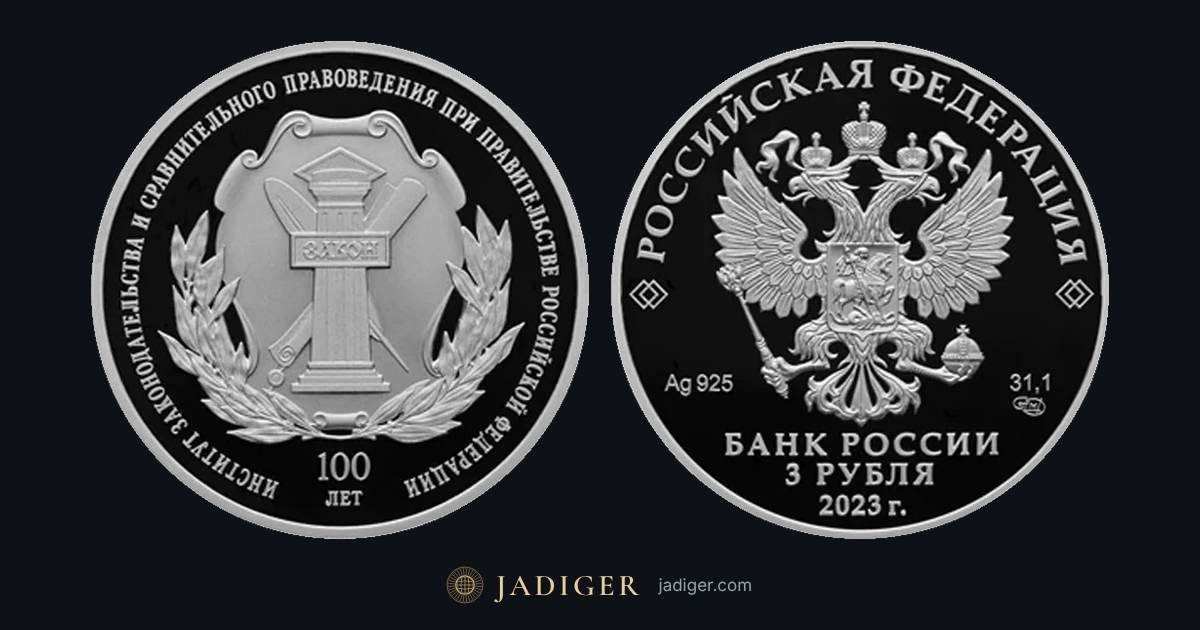 ИНСТИТУТ ЗАКОНОДАТЕЛЬСТВА И СРАВНИТЕЛЬНОГО ПРАВОВЕДЕНИЯ ПРИ ПРАВИТЕЛЬСТВЕ РОССИЙСКОЙ ФЕДЕРАЦИИ
ЗАКОН
100
ЛЕТ
РОССИЙСКАЯ ФЕДЕРАЦИЯ
Ag 925
31,1
БАНК РОССИИ
3 РУБЛЯ
2023 г.
JADIGER jadiger.com